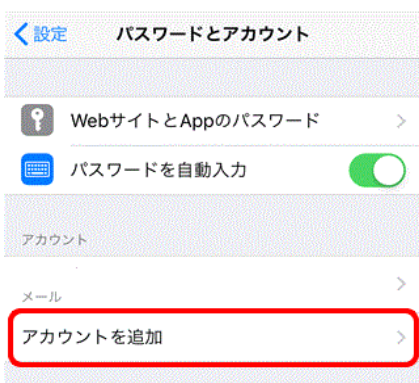 設定 パスワードとアカウント
WebサイトとAppのパスワード
パスワードを自動入力
アカウント
メール
アカウントを追加